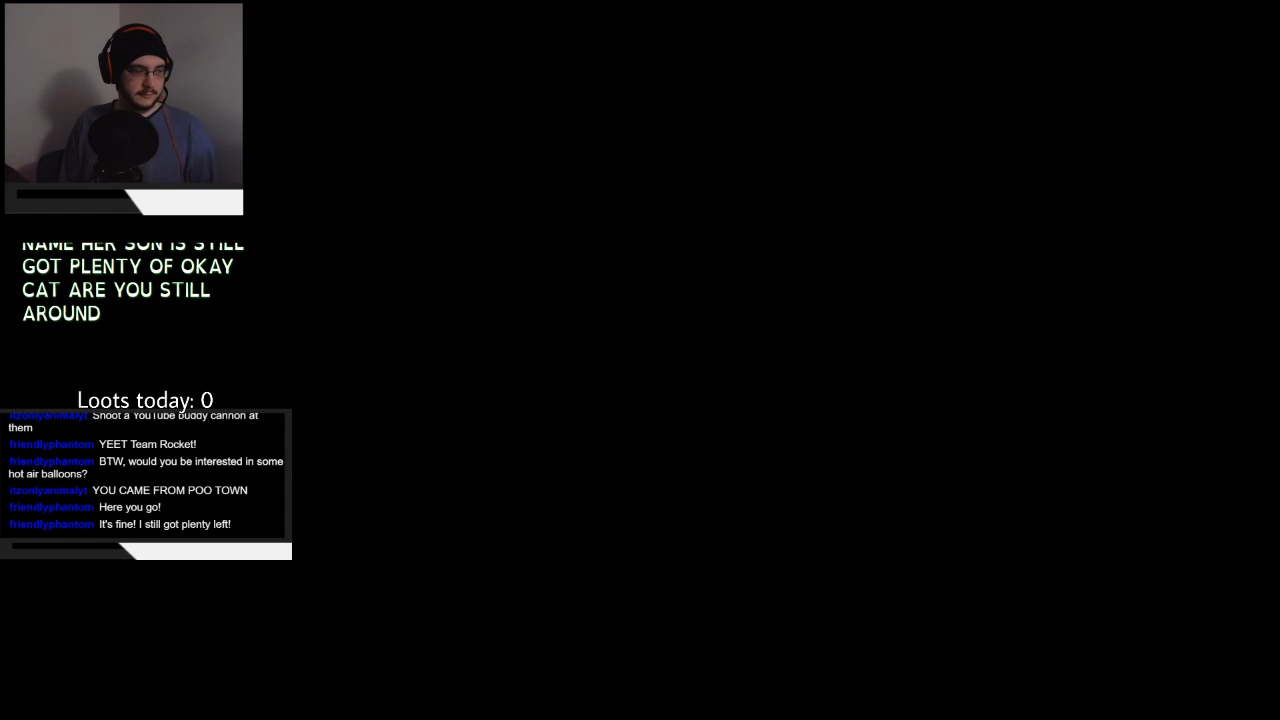 NAME HER SON IS STILL
GOT PLENTY OF OKAY
CAT ARE YOU STILL
AROUND
Loots today: 0
itzonlyanimalyt Shoot a YouTube buddy cannon at
them
friendlyphantom YEET Team Rocket!
friendlyphantom BTW, would you be interested in some
hot air balloons?
itzonlyanimalyt YOU CAME FROM POO TOWN
friendlyphantom Here you go!
friendlyphantom It's fine! I still got plenty left!